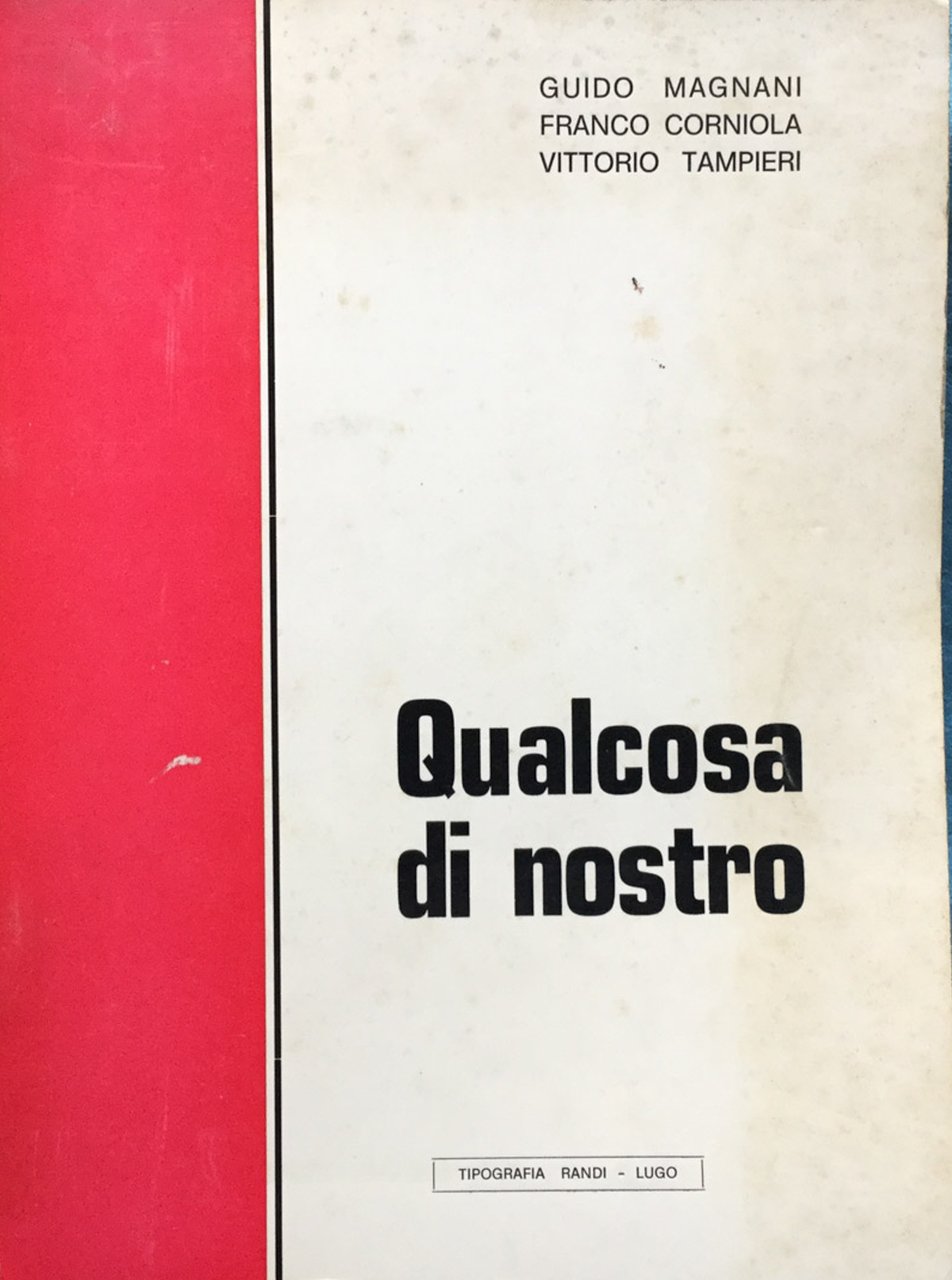 GUIDO MAGNANI
FRANCO CORNIOLA
VITTORIO TAMPIERI
Qualcosa
di nostro
TIPOGRAFIA RANDI - LUGO